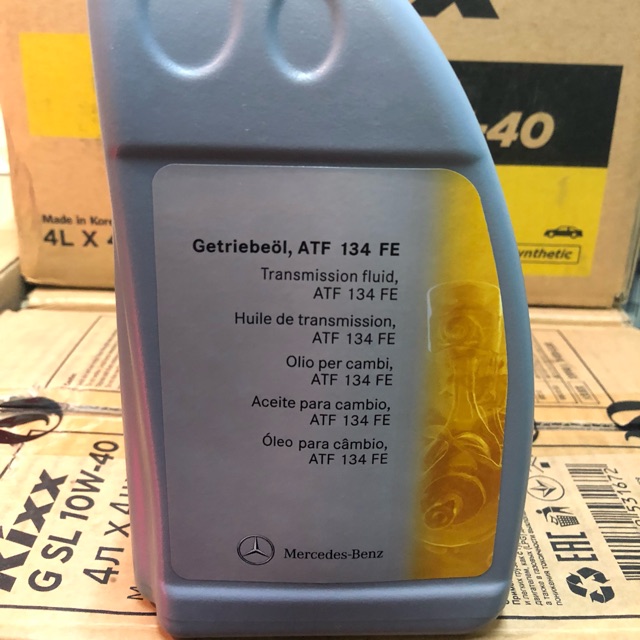 -40
Made in Kore
4L X 4
ynthetic
Getriebeöl, ATF 134 FE
Transmission fluid,
ATF 134 FE
Huile de transmission,
ATF 134 FE
Olio per cambi,
ATF 134 FE
Aceite para cambio,
ATF 134 FE
Óleo para câmbio,
ATF 134 FE
Mercedes-Benz
Kixx
G SL 10W-40
4Л X 4
531672
EAC